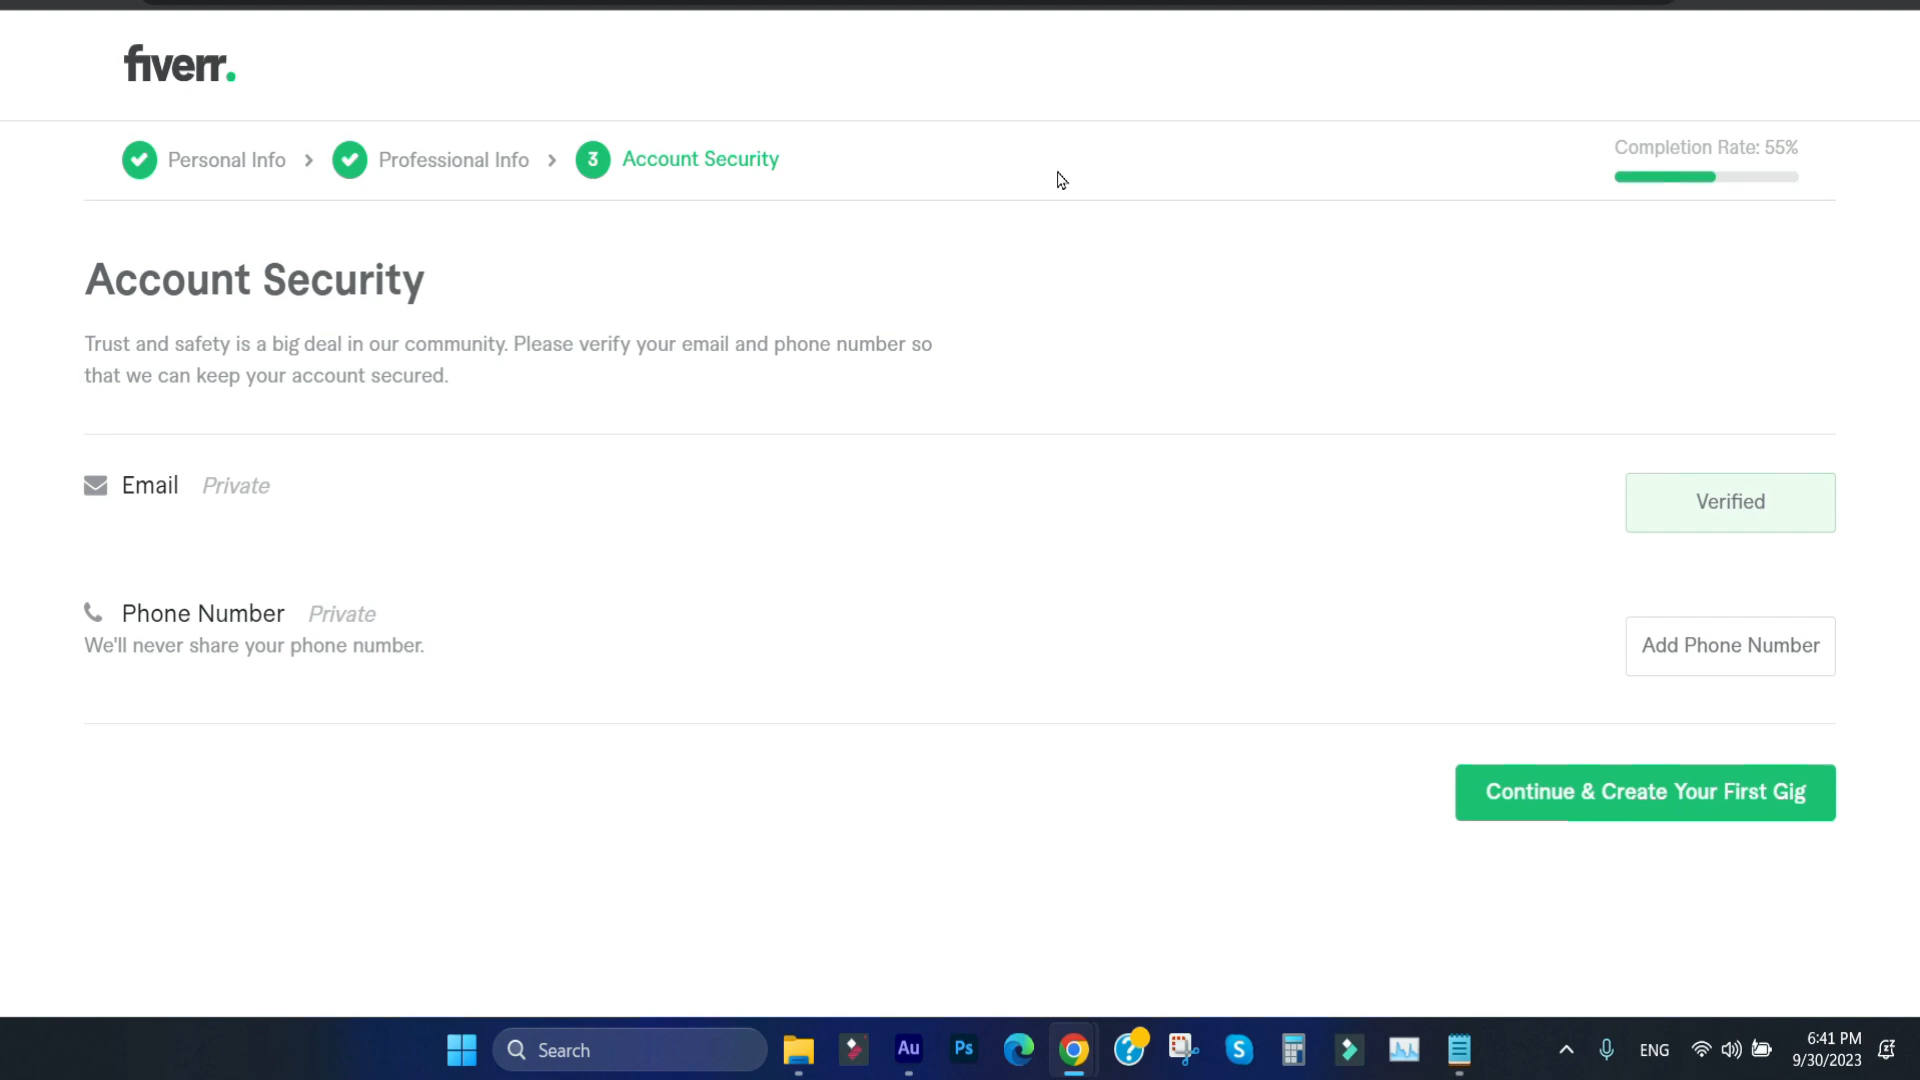 fiverr.
Personal Info > Professional Info > 3 Account Security
Completion Rate: 55%
Account Security
Trust and safety is a big deal in our community. Please verify your email and phone number so
that we can keep your account secured.
Email Private
Verified
Phone Number Private
We'll never share your phone number.
Add Phone Number
Continue & Create Your First Gig
Search
Au
Ps
S
ENG
6:41 PM
9/30/2023